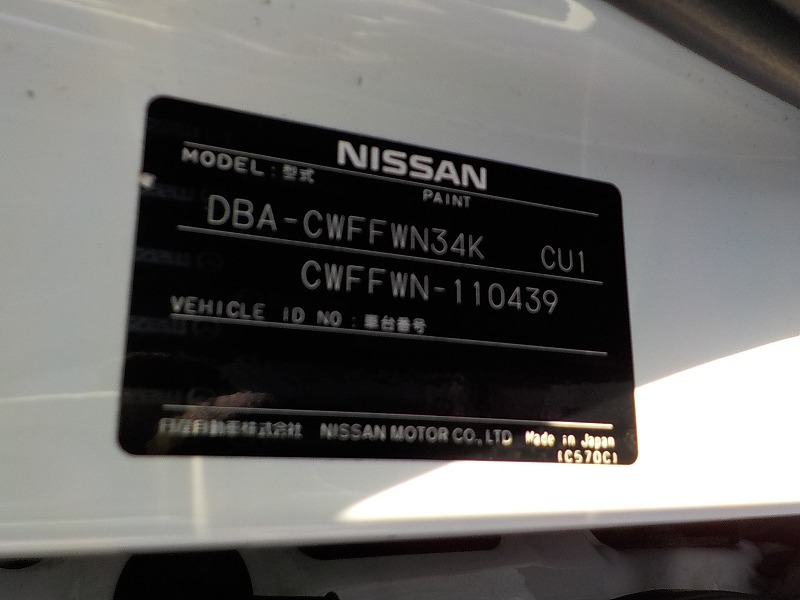 NISSAN
MODEL : 型式
PAINT
DBA-CWFFWN34K CU1
CWFFWN-110439
VEHICLE ID NO : 車台番号
日産自動車株式会社 NISSAN MOTOR CO., LTD Made in Japan
(C570C)